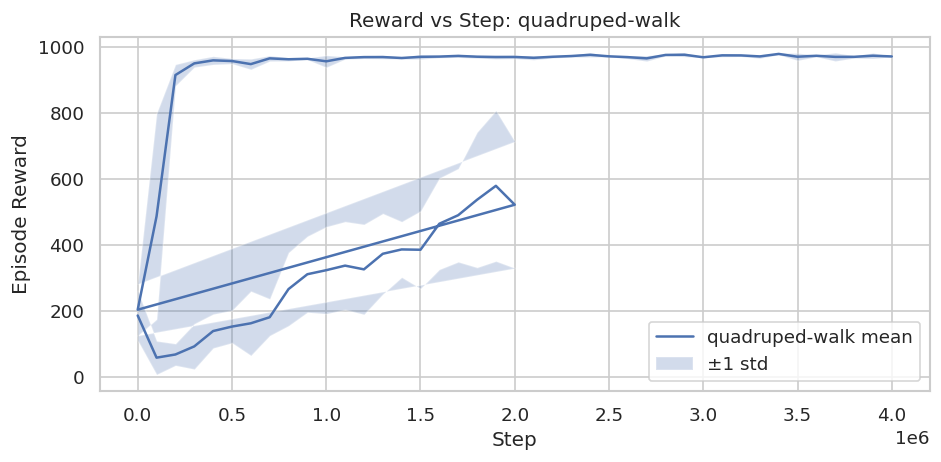 Reward vs Step: quadruped-walk
Episode Reward
1000
800
600
400
200
0
quadruped-walk mean
±1 std
0.0 0.5 1.0 1.5 2.0 2.5 3.0 3.5 4.0
1e6
Step